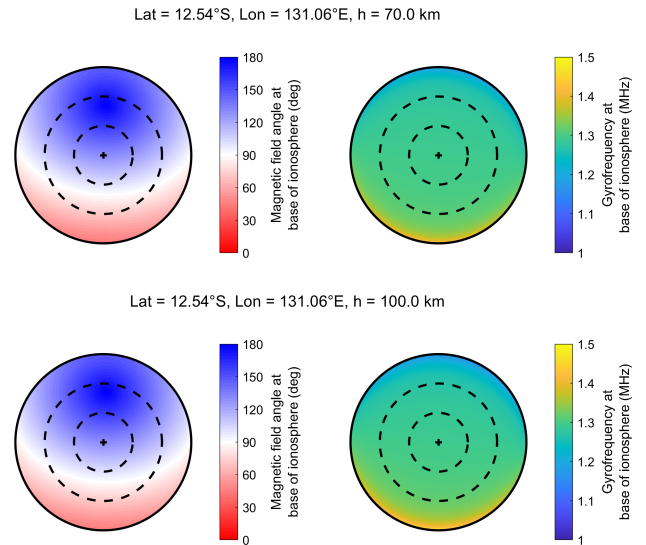 Lat = 12.54°S, Lon = 131.06°E, h = 70.0 km
180
150
120
90
60
30
0
Magnetic field angle at
base of ionosphere (deg)
1.5
1.4
1.3
1.2
1.1
1
Gyrofrequency at
base of ionosphere (MHz)
Lat = 12.54°S, Lon = 131.06°E, h = 100.0 km
180
150
120
90
60
30
0
Magnetic field angle at
base of ionosphere (deg)
1.5
1.4
1.3
1.2
1.1
1
Gyrofrequency at
base of ionosphere (MHz)